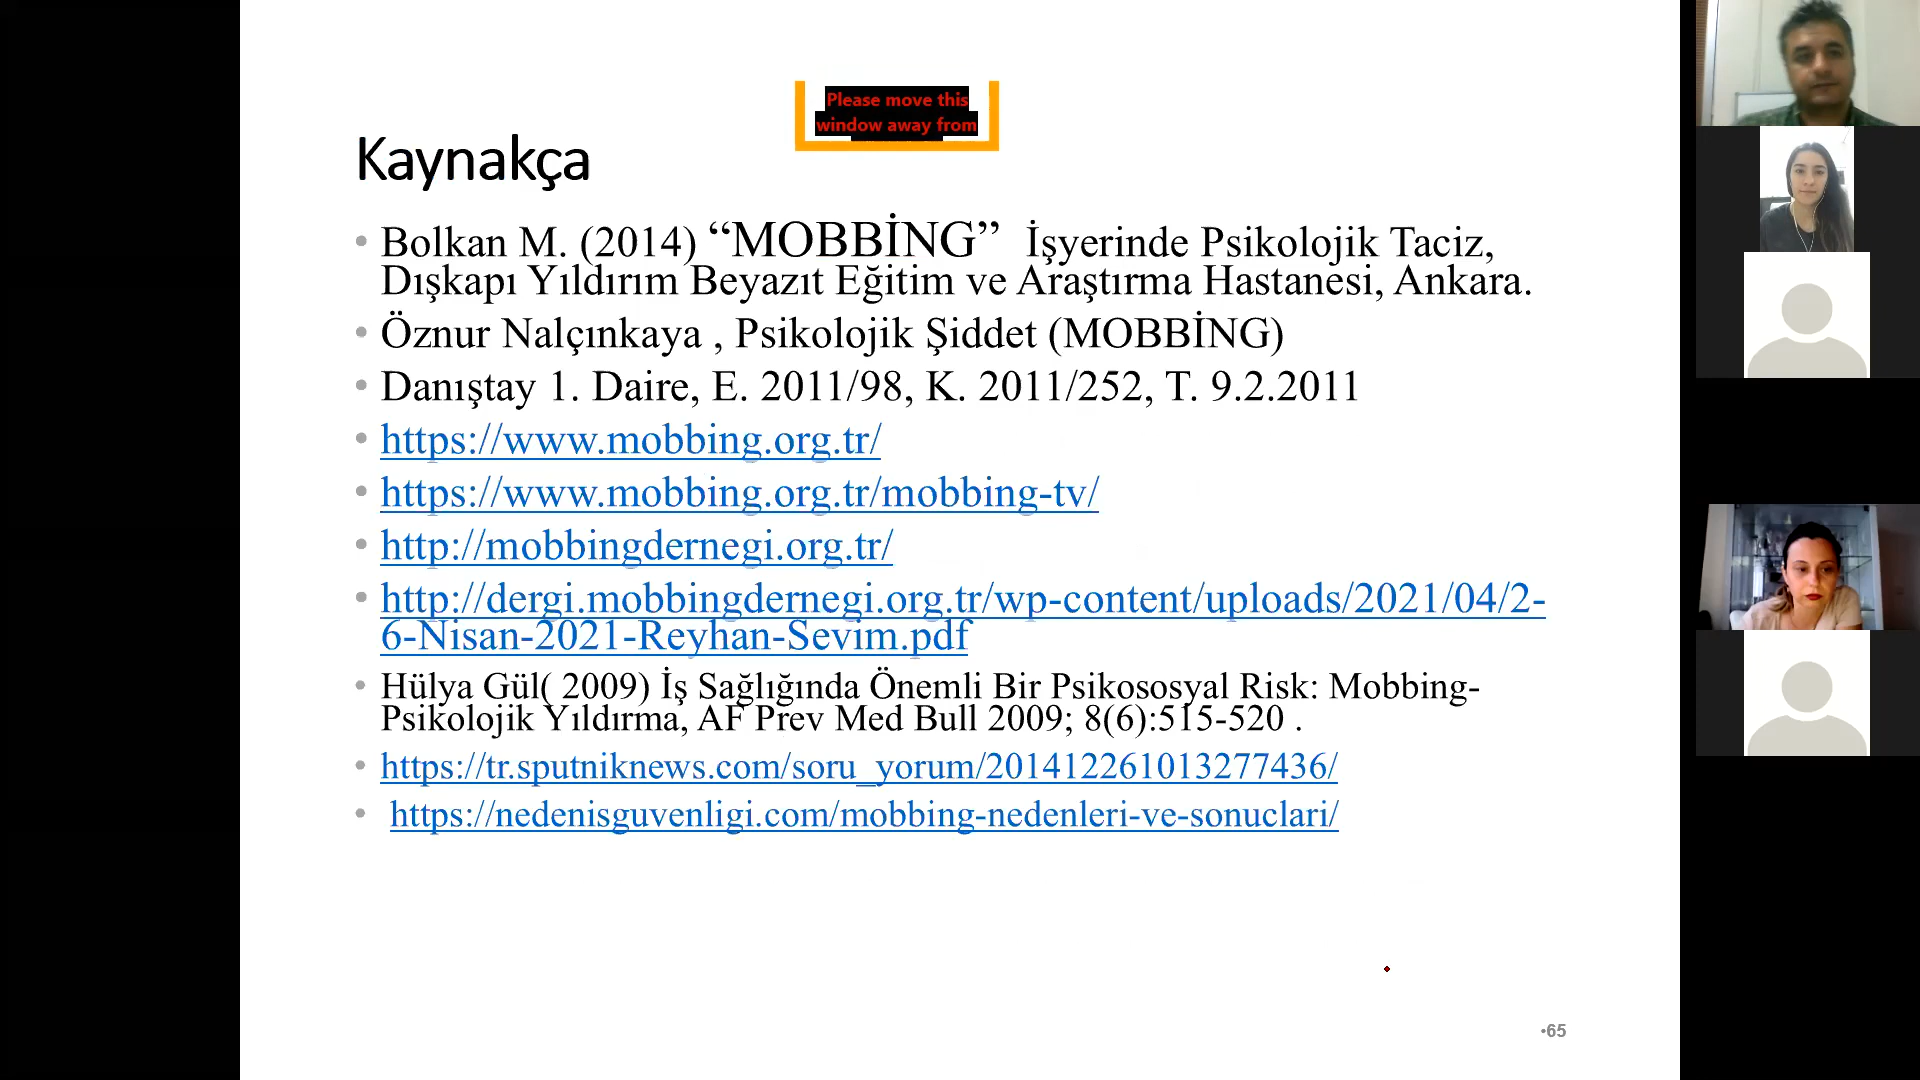 Please move this
window away from
Kaynakça
• Bolkan M. (2014) “MOBBİNG” İşyerinde Psikolojik Taciz,
Dışkapı Yıldırım Beyazıt Eğitim ve Araştırma Hastanesi, Ankara.
• Öznur Nalçınkaya , Psikolojik Şiddet (MOBBİNG)
• Danıştay 1. Daire, E. 2011/98, K. 2011/252, T. 9.2.2011
• https://www.mobbing.org.tr/
• https://www.mobbing.org.tr/mobbing-tv/
• http://mobbingdernegi.org.tr/
• http://dergi.mobbingdernegi.org.tr/wp-content/uploads/2021/04/2-
6-Nisan-2021-Reyhan-Sevim.pdf
• Hülya Gül( 2009) İş Sağlığında Önemli Bir Psikososyal Risk: Mobbing-
Psikolojik Yıldırma, AF Prev Med Bull 2009; 8(6):515-520 .
• https://tr.sputniknews.com/soru_yorum/201412261013277436/
• https://nedenisguvenligi.com/mobbing-nedenleri-ve-sonuclari/
•65